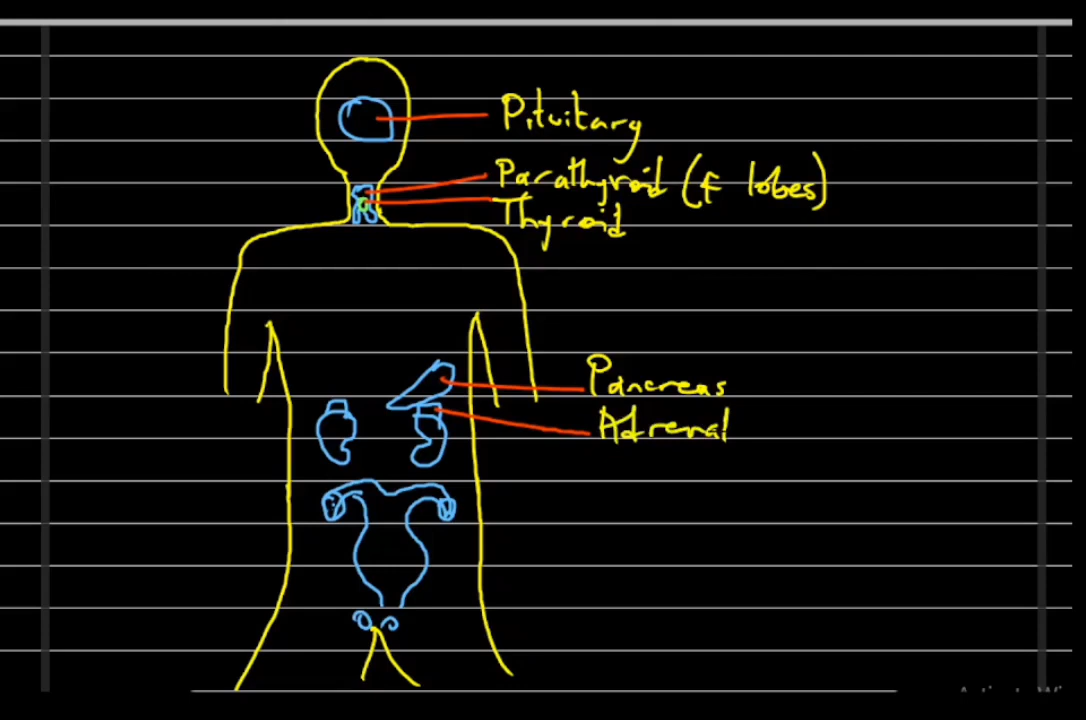 Pituitary
Parathyroid (4 lobes)
Thyroid
Pancreas
Adrenal